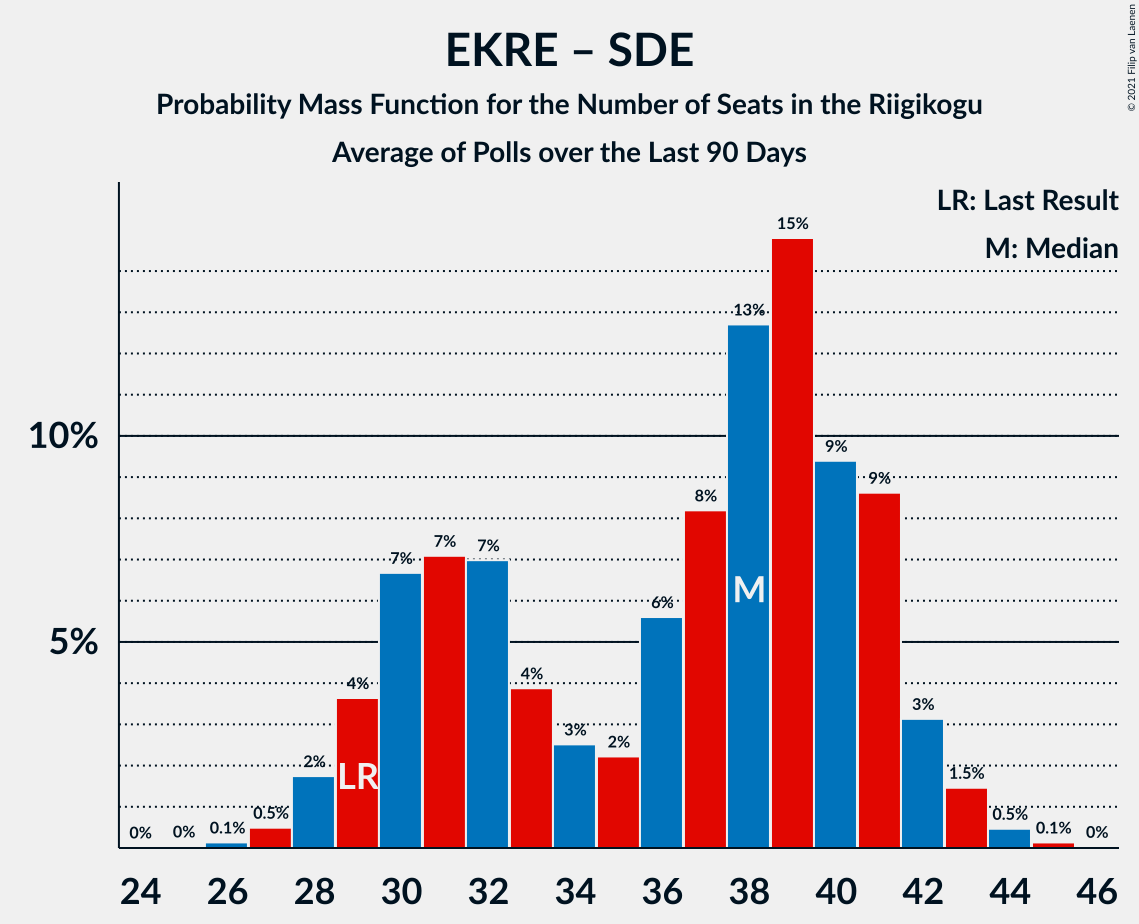 EKRE – SDE
Probability Mass Function for the Number of Seats in the Riigikogu
Average of Polls over the Last 90 Days
© 2021 Filip van Laenen
LR: Last Result
M: Median
10%
5%
0%
0%
0.1%
0.5%
2%
4%
7%
7%
7%
4%
3%
2%
6%
8%
13%
15%
9%
9%
3%
1.5%
0.5%
0.1%
0%
LR
M
24 26 28 30 32 34 36 38 40 42 44 46